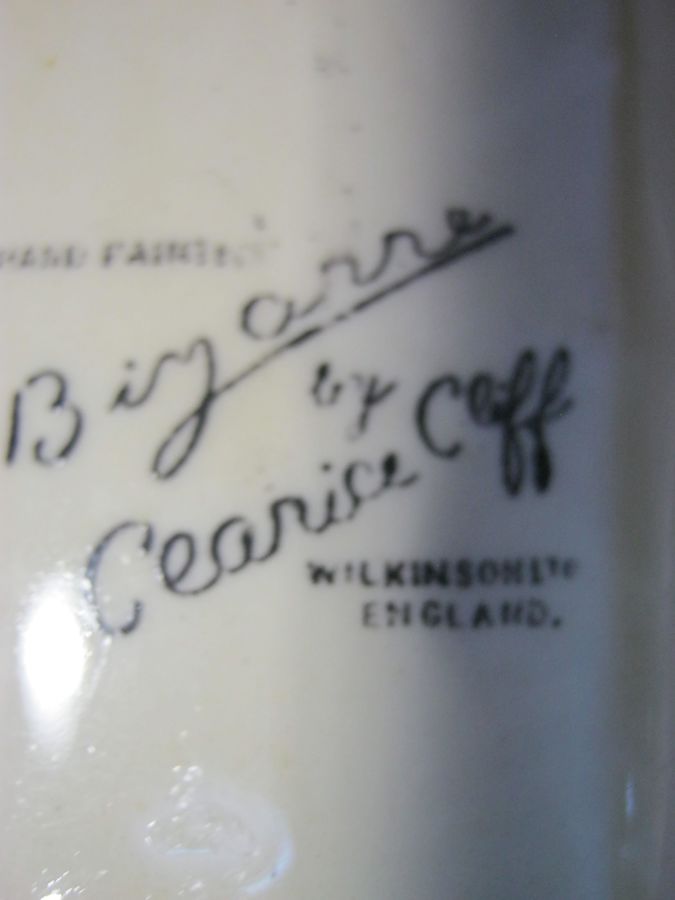 HAND PAINTED
Bizarre
by
Clarice Cliff
WILKINSON LTD
ENGLAND.